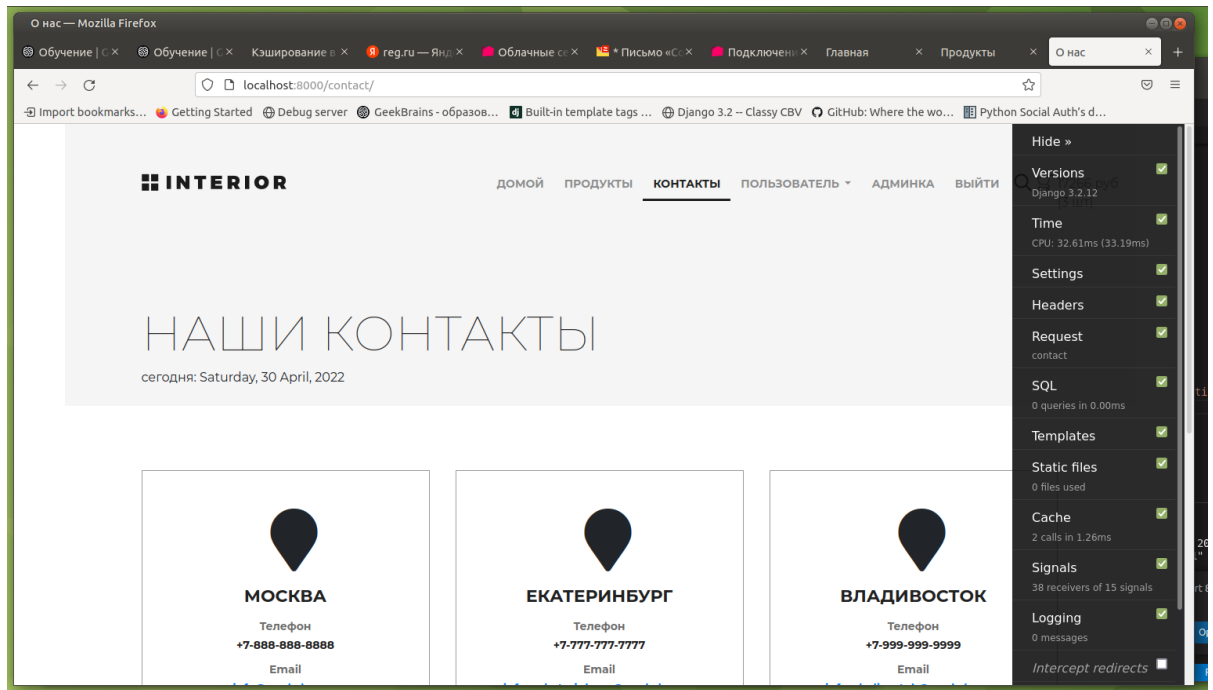 О нас — Mozilla Firefox
Обучение | G Обучение | G Кэширование в reg.ru — Янд Облачные се * Письмо «Со Подключени Главная Продукты О нас
localhost:8000/contact/
Import bookmarks... Getting Started Debug server GeekBrains - образов... Built-in template tags ... Django 3.2 -- Classy CBV GitHub: Where the wo... Python Social Auth's d...
INTERIOR
ДОМОЙ ПРОДУКТЫ КОНТАКТЫ ПОЛЬЗОВАТЕЛЬ АДМИНКА ВЫЙТИ
НАШИ КОНТАКТЫ
сегодня: Saturday, 30 April, 2022
МОСКВА
Телефон
+7-888-888-8888
Email
ЕКАТЕРИНБУРГ
Телефон
+7-777-777-7777
Email
ВЛАДИВОСТОК
Телефон
+7-999-999-9999
Email
Hide »
Versions
Django 3.2.12
Time
CPU: 32.61ms (33.19ms)
Settings
Headers
Request
contact
SQL
0 queries in 0.00ms
Templates
Static files
0 files used
Cache
2 calls in 1.26ms
Signals
38 receivers of 15 signals
Logging
0 messages
Intercept redirects